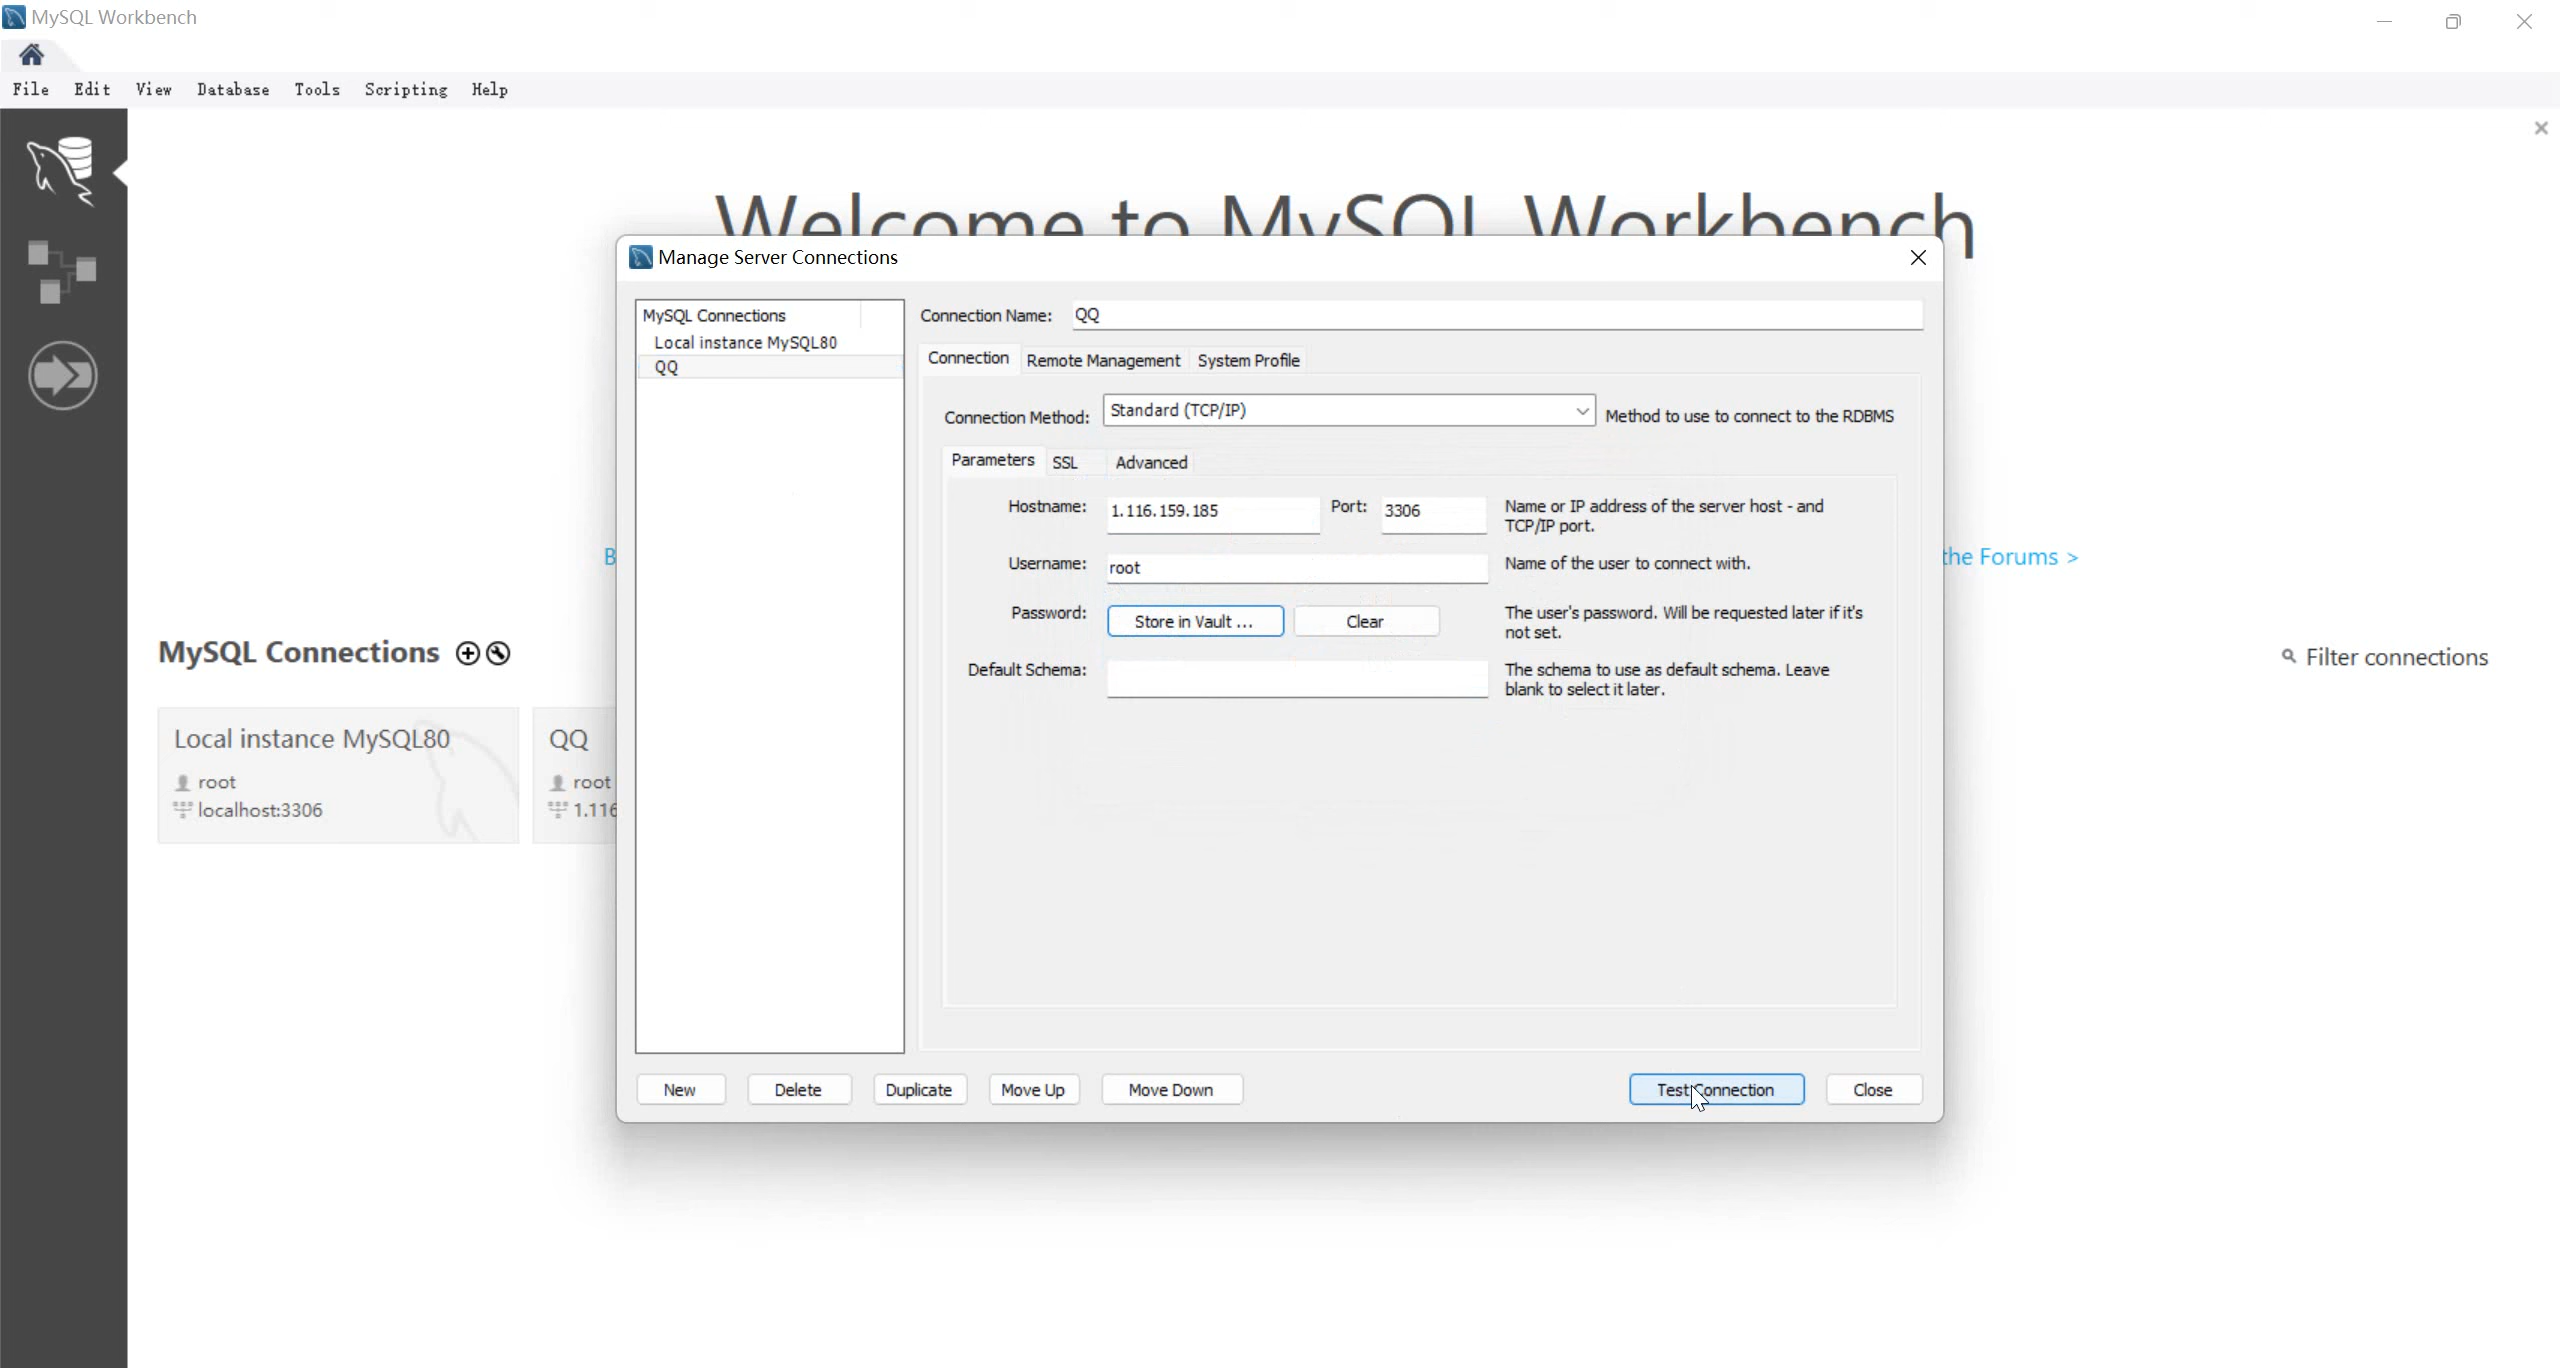 MySQL Workbench
File Edit View Database Tools Scripting Help
Welcome to MySQL Workbench
Manage Server Connections
MySQL Connections
Local instance MySQL80
QQ
Connection Name: QQ
Connection Remote Management System Profile
Connection Method: Standard (TCP/IP) Method to use to connect to the RDBMS
Parameters SSL Advanced
Hostname: 1.116.159.185 Port: 3306 Name or IP address of the server host - and
TCP/IP port.
Username: root Name of the user to connect with.
Password: Store in Vault ... Clear The user's password. Will be requested later if it's
not set.
Default Schema: The schema to use as default schema. Leave
blank to select it later.
New Delete Duplicate Move Up Move Down Test Connection Close
B
the Forums >
MySQL Connections
Filter connections
Local instance MySQL80
root
localhost:3306
QQ
root
1.116